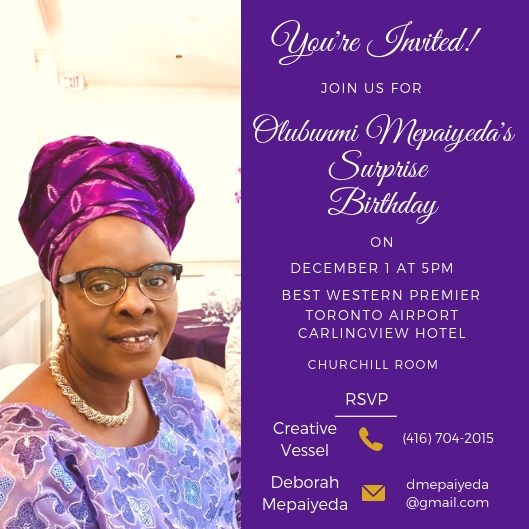 EXIT
You're Invited!
JOIN US FOR
Olubunmi Mepaiyeda's
Surprise
Birthday
ON
DECEMBER 1 AT 5PM
BEST WESTERN PREMIER
TORONTO AIRPORT
CARLINGVIEW HOTEL
CHURCHILL ROOM
RSVP
Creative
Vessel
(416) 704-2015
Deborah
Mepaiyeda
dmepaiyeda
@gmail.com